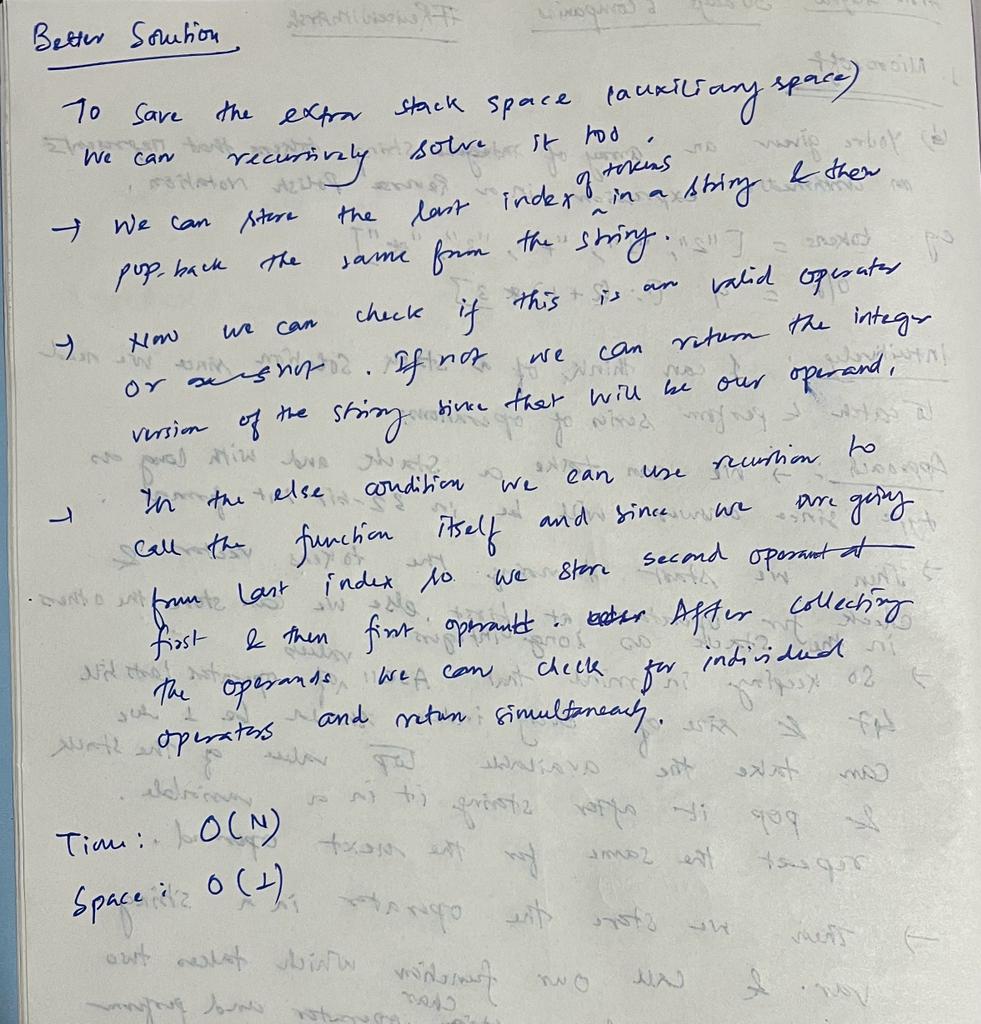 Better Solution
To save the extra stack space (auxiliary space)
We can recursively solve it too.
→ We can store the last index of tokens in a string & then
pop-back the same from the string.
→ Now we can check if this is an valid operator
or not. If not we can return the integer
version of the string since that will be our operand.
→ In the else condition we can use recursion to
call the function itself and since we are going
from last index so we store second operant at
first & then first operant. After collecting
the operands we can check for individual
operators and return simultaneously.
Time: O(N)
Space: O(1)